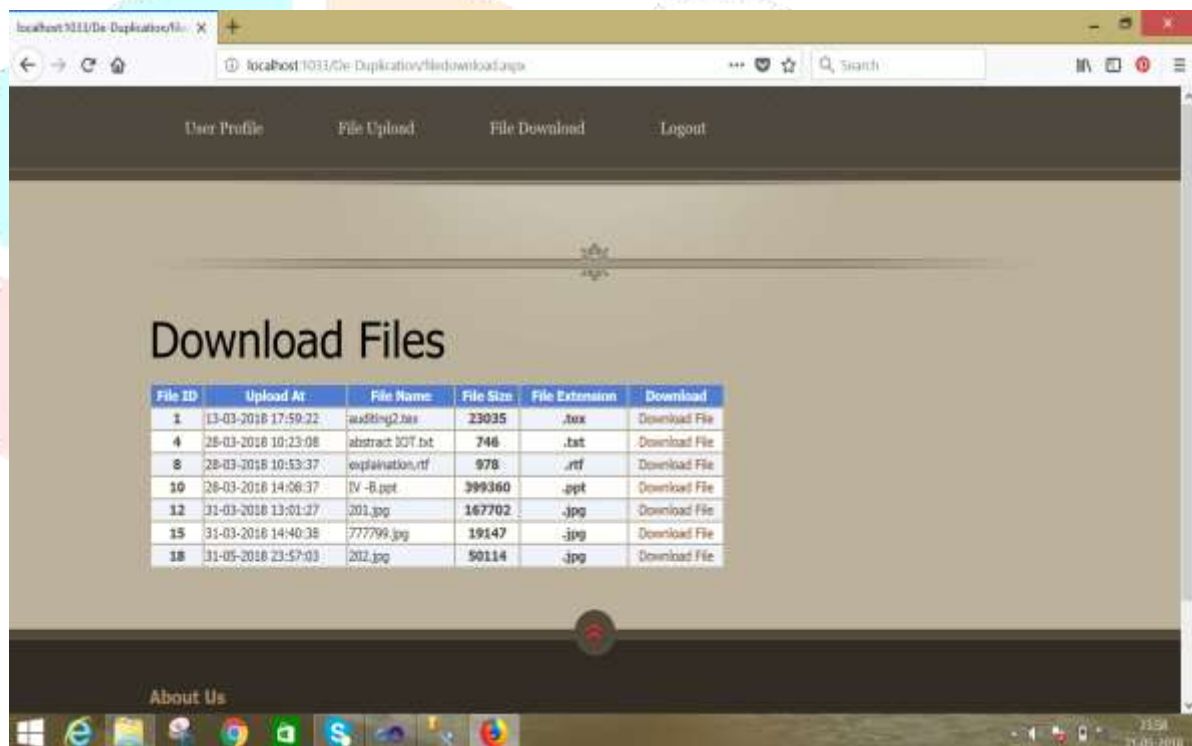 localhost:1033/De-Duplication/file
localhost:1033/De-Duplication/filedownload.aspx
Search
User Profile File Upload File Download Logout
Download Files
File ID Upload At File Name File Size File Extension Download
1 13-03-2018 17:59:22 auditing2.tex 23035 .tex Download File
4 28-03-2018 10:23:08 abstract IOT.txt 746 .txt Download File
8 28-03-2018 10:53:37 explaination.rtf 978 .rtf Download File
10 28-03-2018 14:08:37 IV -B.ppt 399360 .ppt Download File
12 31-03-2018 13:01:27 201.jpg 167702 .jpg Download File
15 31-03-2018 14:40:38 777799.jpg 19147 .jpg Download File
18 31-05-2018 23:57:03 202.jpg 50114 .jpg Download File
About Us
23:58
31-05-2018